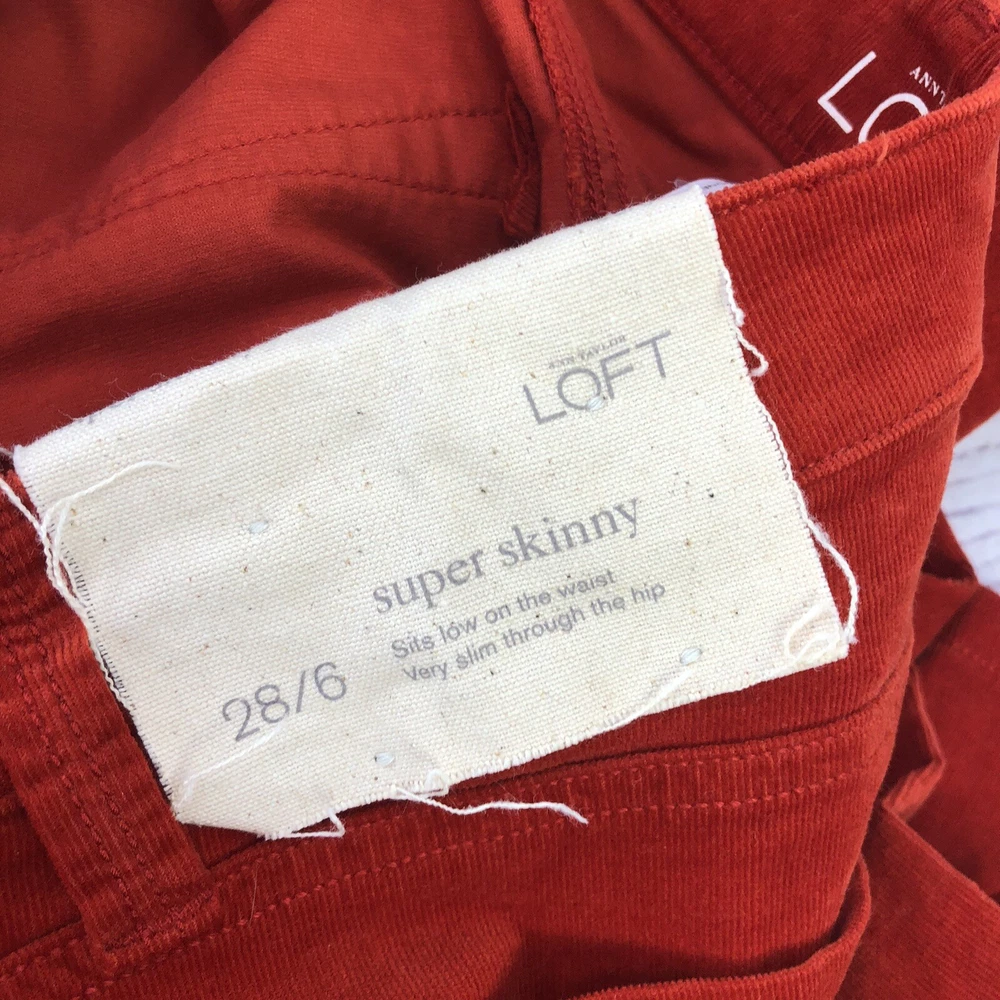 ANN TAYLOR
LOFT
super skinny
Sits low on the waist
Very slim through the hip
28/6
LO
ANN T